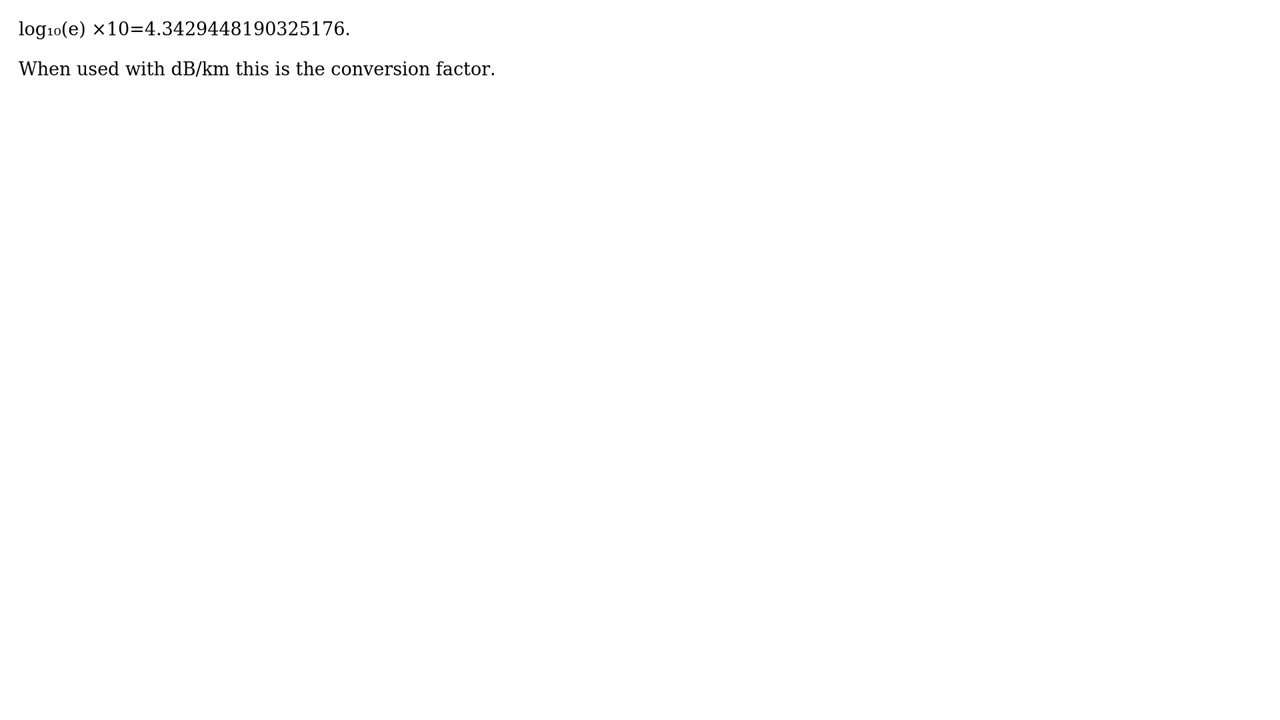 log₁₀(e) ×10=4.3429448190325176.
When used with dB/km this is the conversion factor.